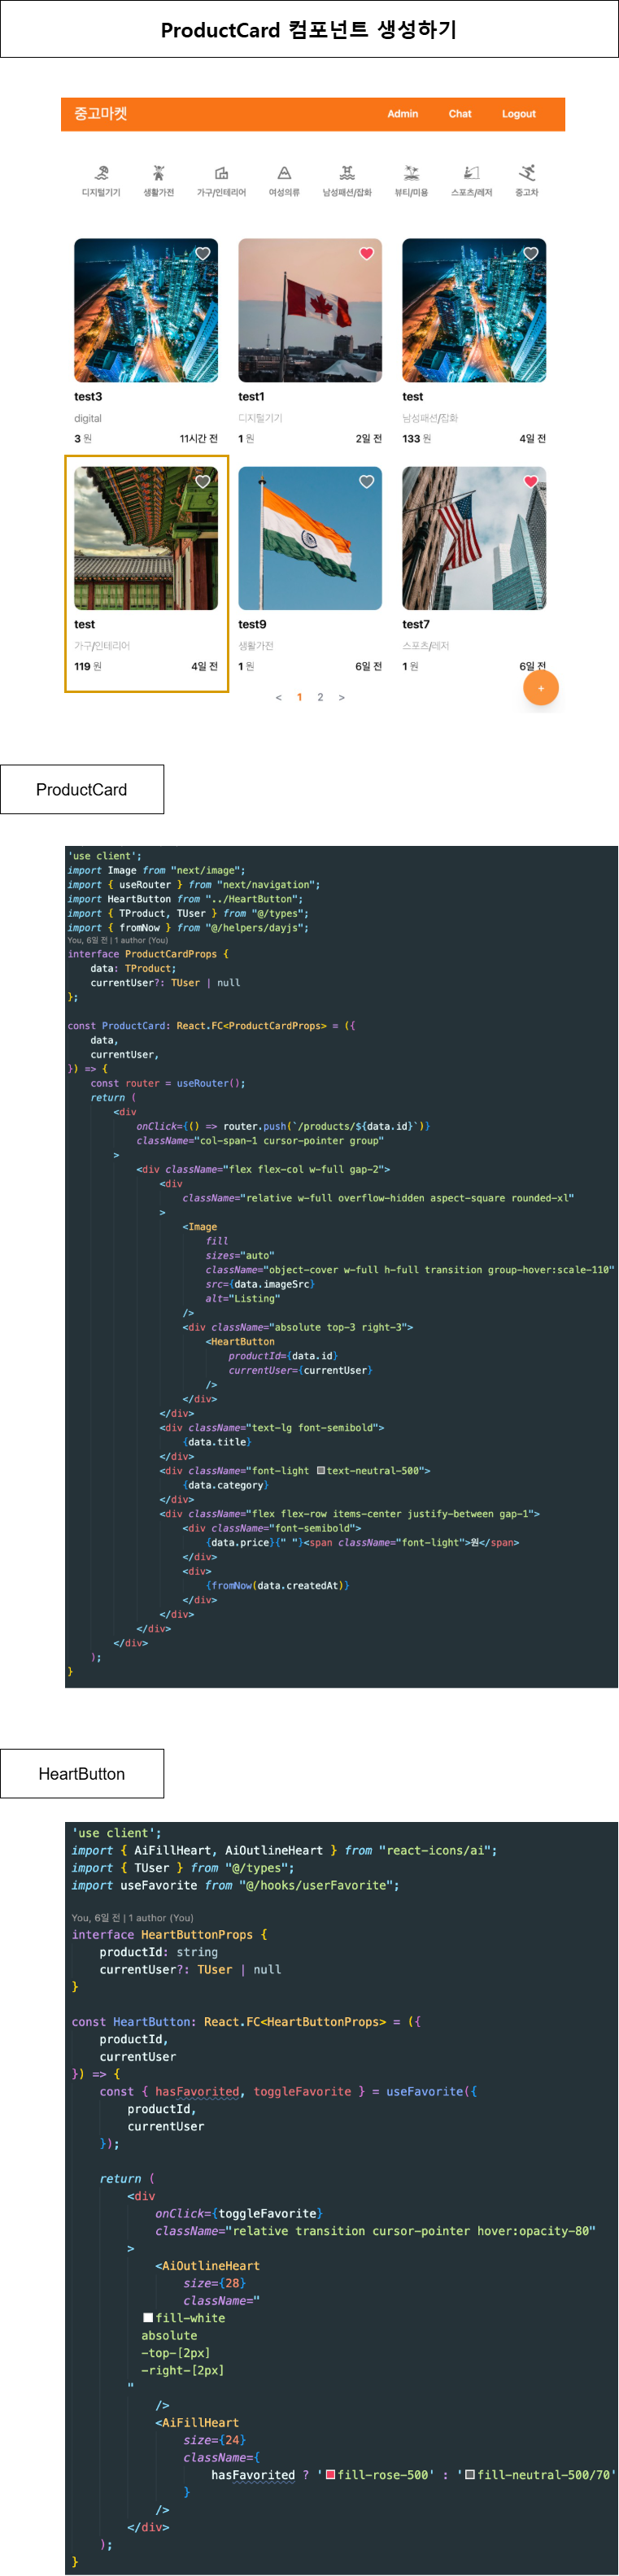 ProductCard 컴포넌트 생성하기
중고마켓 Admin Chat Logout
디지털기기 생활가전 가구/인테리어 여성의류 남성패션/잡화 뷰티/미용 스포츠/레저 중고차
test3 test1 test
digital 디지털기기 남성패션/잡화
3 원 11시간 전 1 원 2일 전 133 원 4일 전
test test9 test7
가구/인테리어 생활가전 스포츠/레저
119 원 4일 전 1 원 6일 전 1 원 6일 전
< 1 2 > +
ProductCard
'use client';
import Image from "next/image";
import { useRouter } from "next/navigation";
import HeartButton from "../HeartButton";
import { TProduct, TUser } from "@/types";
import { fromNow } from "@/helpers/dayjs";
You, 6일 전 | 1 author (You)
interface ProductCardProps {
    data: TProduct;
    currentUser?: TUser | null
};

const ProductCard: React.FC<ProductCardProps> = ({
    data,
    currentUser,
}) => {
    const router = useRouter();
    return (
        <div
            onClick={() => router.push(`/products/${data.id}`)}
            className="col-span-1 cursor-pointer group"
        >
            <div className="flex flex-col w-full gap-2">
                <div
                    className="relative w-full overflow-hidden aspect-square rounded-xl"
                >
                    <Image
                        fill
                        sizes="auto"
                        className="object-cover w-full h-full transition group-hover:scale-110"
                        src={data.imageSrc}
                        alt="Listing"
                    />
                    <div className="absolute top-3 right-3">
                        <HeartButton
                            productId={data.id}
                            currentUser={currentUser}
                        />
                    </div>
                </div>
                <div className="text-lg font-semibold">
                    {data.title}
                </div>
                <div className="font-light text-neutral-500">
                    {data.category}
                </div>
                <div className="flex flex-row items-center justify-between gap-1">
                    <div className="font-semibold">
                        {data.price}{" "}<span className="font-light">원</span>
                    </div>
                    <div>
                        {fromNow(data.createdAt)}
                    </div>
                </div>
            </div>
        </div>
    );
}
HeartButton
'use client';
import { AiFillHeart, AiOutlineHeart } from "react-icons/ai";
import { TUser } from "@/types";
import useFavorite from "@/hooks/userFavorite";

You, 6일 전 | 1 author (You)
interface HeartButtonProps {
    productId: string
    currentUser?: TUser | null
}

const HeartButton: React.FC<HeartButtonProps> = ({
    productId,
    currentUser
}) => {
    const { hasFavorited, toggleFavorite } = useFavorite({
        productId,
        currentUser
    });

    return (
        <div
            onClick={toggleFavorite}
            className="relative transition cursor-pointer hover:opacity-80"
        >
            <AiOutlineHeart
                size={28}
                className="
          fill-white
          absolute
          -top-[2px]
          -right-[2px]
        "
            />
            <AiFillHeart
                size={24}
                className={
                    hasFavorited ? 'fill-rose-500' : 'fill-neutral-500/70'
                }
            />
        </div>
    );
}